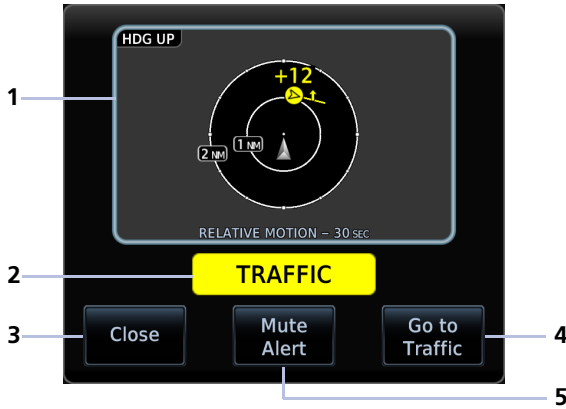 HDG UP
1
+12
1 NM
2 NM
RELATIVE MOTION – 30 SEC
2
TRAFFIC
3
Close
Mute
Alert
Go to
Traffic
4
5